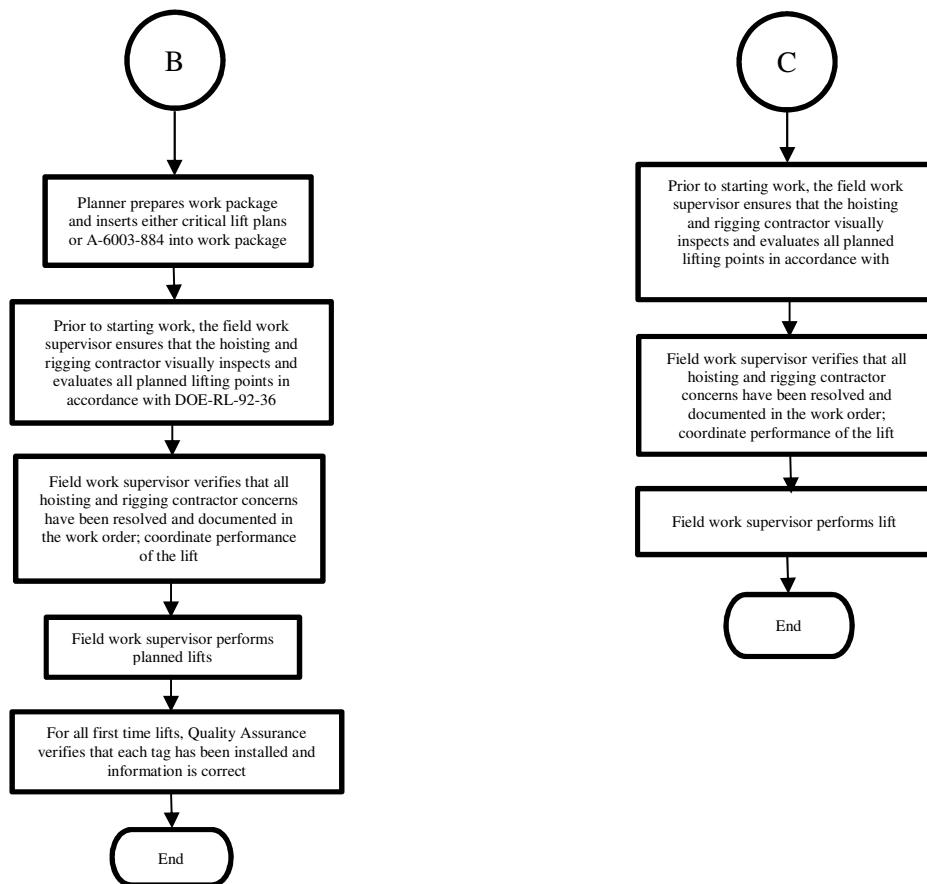 B
Planner prepares work package
and inserts either critical lift plans
or A-6003-884 into work package
Prior to starting work, the field work
supervisor ensures that the hoisting and
rigging contractor visually inspects and
evaluates all planned lifting points in
accordance with DOE-RL-92-36
Field work supervisor verifies that all
hoisting and rigging contractor concerns
have been resolved and documented in
the work order; coordinate performance
of the lift
Field work supervisor performs
planned lifts
For all first time lifts, Quality Assurance
verifies that each tag has been installed and
information is correct
End
C
Prior to starting work, the field work
supervisor ensures that the hoisting
and rigging contractor visually
inspects and evaluates all planned
lifting points in accordance with
Field work supervisor verifies that all
hoisting and rigging contractor
concerns have been resolved and
documented in the work order;
coordinate performance of the lift
Field work supervisor performs lift
End